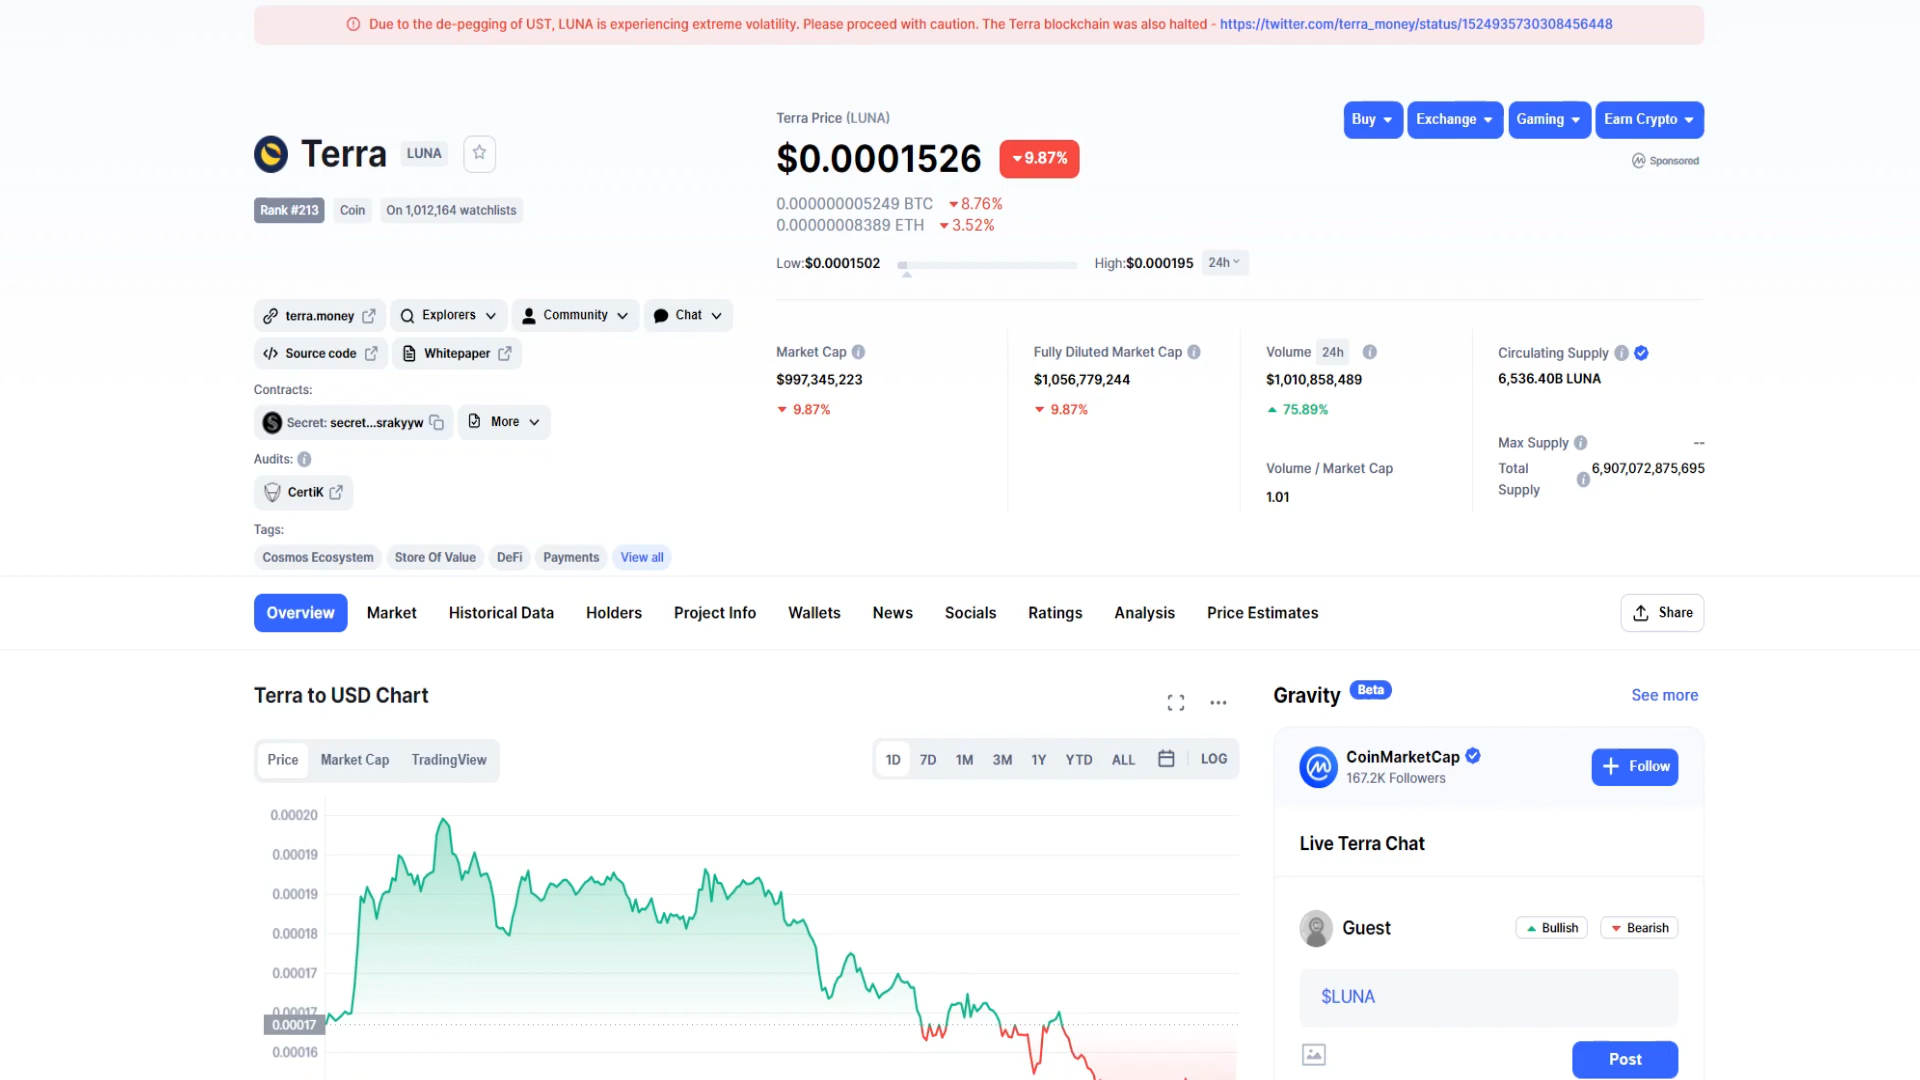 Due to the de-pegging of UST, LUNA is experiencing extreme volatility. Please proceed with caution. The Terra blockchain was also halted - https://twitter.com/terra_money/status/1524935730308456448
Terra LUNA
Rank #213 Coin On 1,012,164 watchlists
Terra Price (LUNA)
$0.0001526 9.87%
0.000000005249 BTC 8.76%
0.00000008389 ETH 3.52%
Low:$0.0001502 High:$0.000195 24h
Buy Exchange Gaming Earn Crypto
Sponsored
terra.money Explorers Community Chat
Source code Whitepaper
Contracts:
Secret: secret...srakyyw More
Audits:
CertiK
Tags:
Cosmos Ecosystem Store Of Value DeFi Payments View all
Market Cap
$997,345,223
9.87%
Fully Diluted Market Cap
$1,056,779,244
9.87%
Volume 24h
$1,010,858,489
75.89%
Volume / Market Cap
1.01
Circulating Supply
6,536.40B LUNA
Max Supply --
Total Supply 6,907,072,875,695
Overview Market Historical Data Holders Project Info Wallets News Socials Ratings Analysis Price Estimates Share
Terra to USD Chart
Price Market Cap TradingView
1D 7D 1M 3M 1Y YTD ALL LOG
0.00020
0.00019
0.00019
0.00018
0.00017
0.00017
0.00017
0.00016
Gravity Beta See more
CoinMarketCap
167.2K Followers
Follow
Live Terra Chat
Guest Bullish Bearish
$LUNA
Post